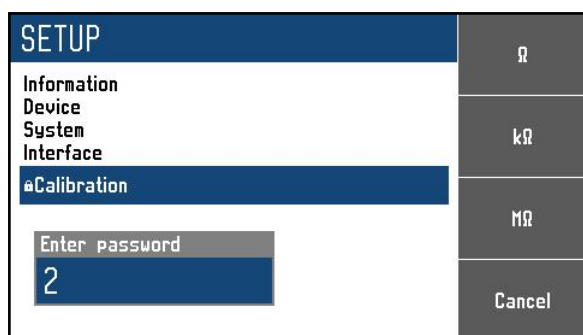 SETUP
Information
Device
System
Interface
Calibration
Enter password
2
Ω
kΩ
MΩ
Cancel